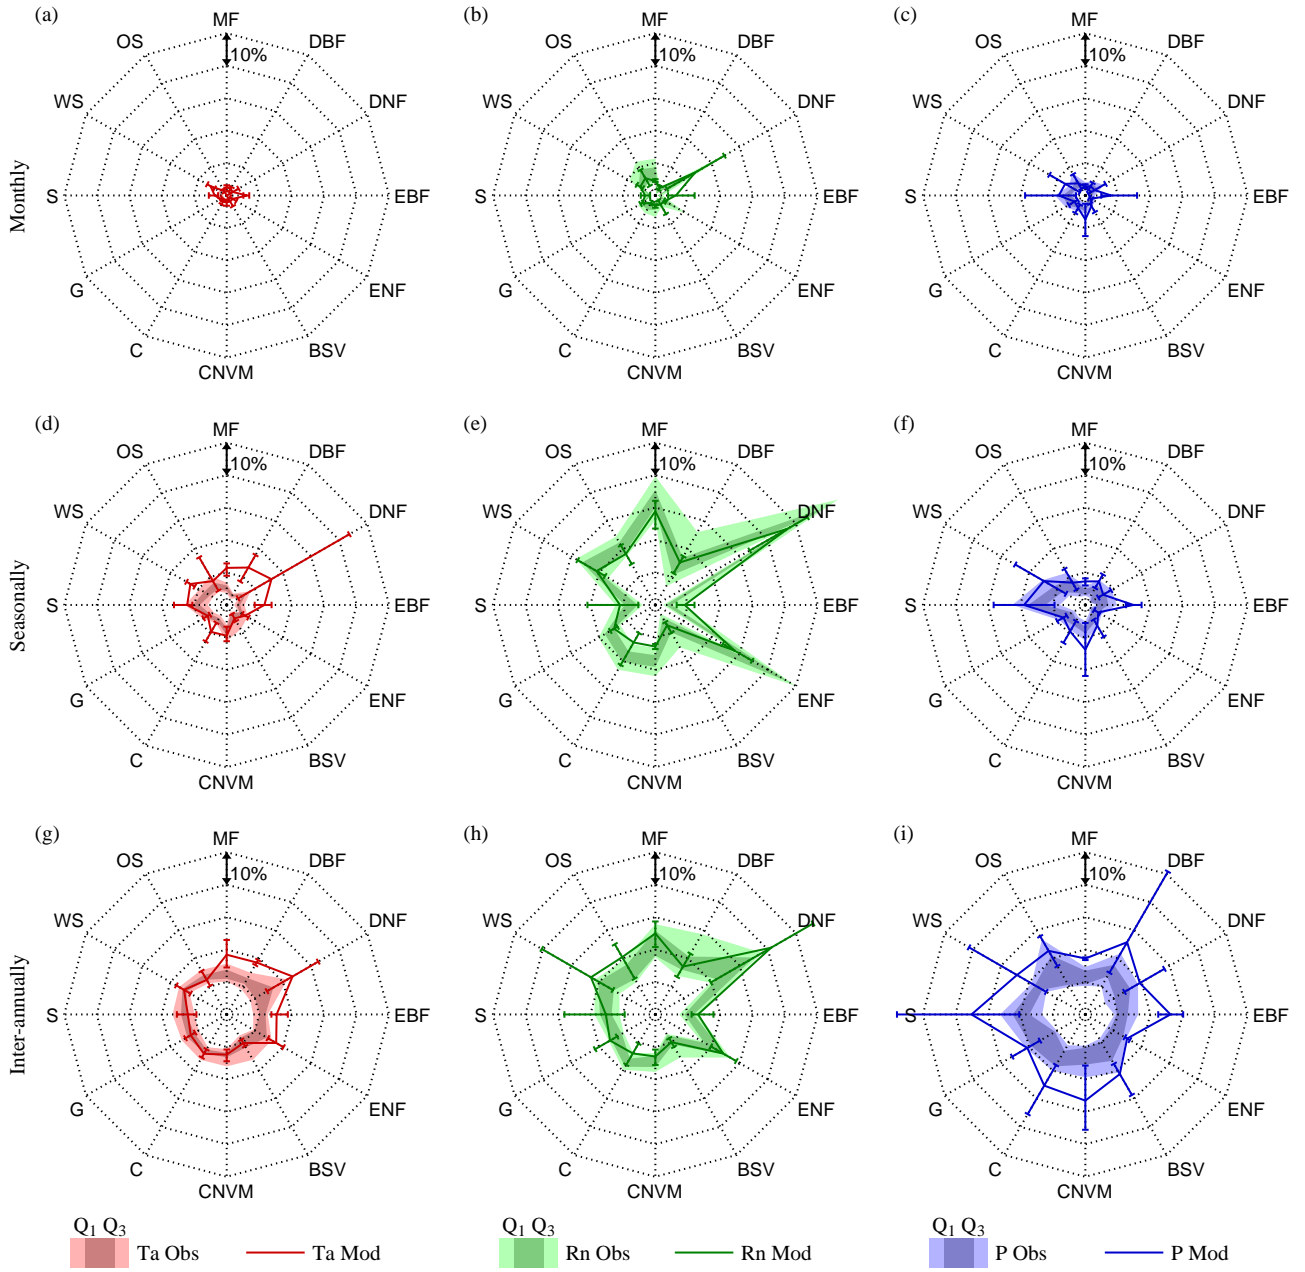 (a)
(b)
(c)
MF
DBF
DNF
EBF
ENF
BSV
CNVM
C
G
S
WS
OS
10%
MF
DBF
DNF
EBF
ENF
BSV
CNVM
C
G
S
WS
OS
10%
MF
DBF
DNF
EBF
ENF
BSV
CNVM
C
G
S
WS
OS
10%
Monthly
(d)
(e)
(f)
MF
DBF
DNF
EBF
ENF
BSV
CNVM
C
G
S
WS
OS
10%
MF
DBF
DNF
EBF
ENF
BSV
CNVM
C
G
S
WS
OS
10%
MF
DBF
DNF
EBF
ENF
BSV
CNVM
C
G
S
WS
OS
10%
Seasonally
(g)
(h)
(i)
MF
DBF
DNF
EBF
ENF
BSV
CNVM
C
G
S
WS
OS
10%
MF
DBF
DNF
EBF
ENF
BSV
CNVM
C
G
S
WS
OS
10%
MF
DBF
DNF
EBF
ENF
BSV
CNVM
C
G
S
WS
OS
10%
Inter-annually
Q1 Q3
Ta Obs
Ta Mod
Q1 Q3
Rn Obs
Rn Mod
Q1 Q3
P Obs
P Mod